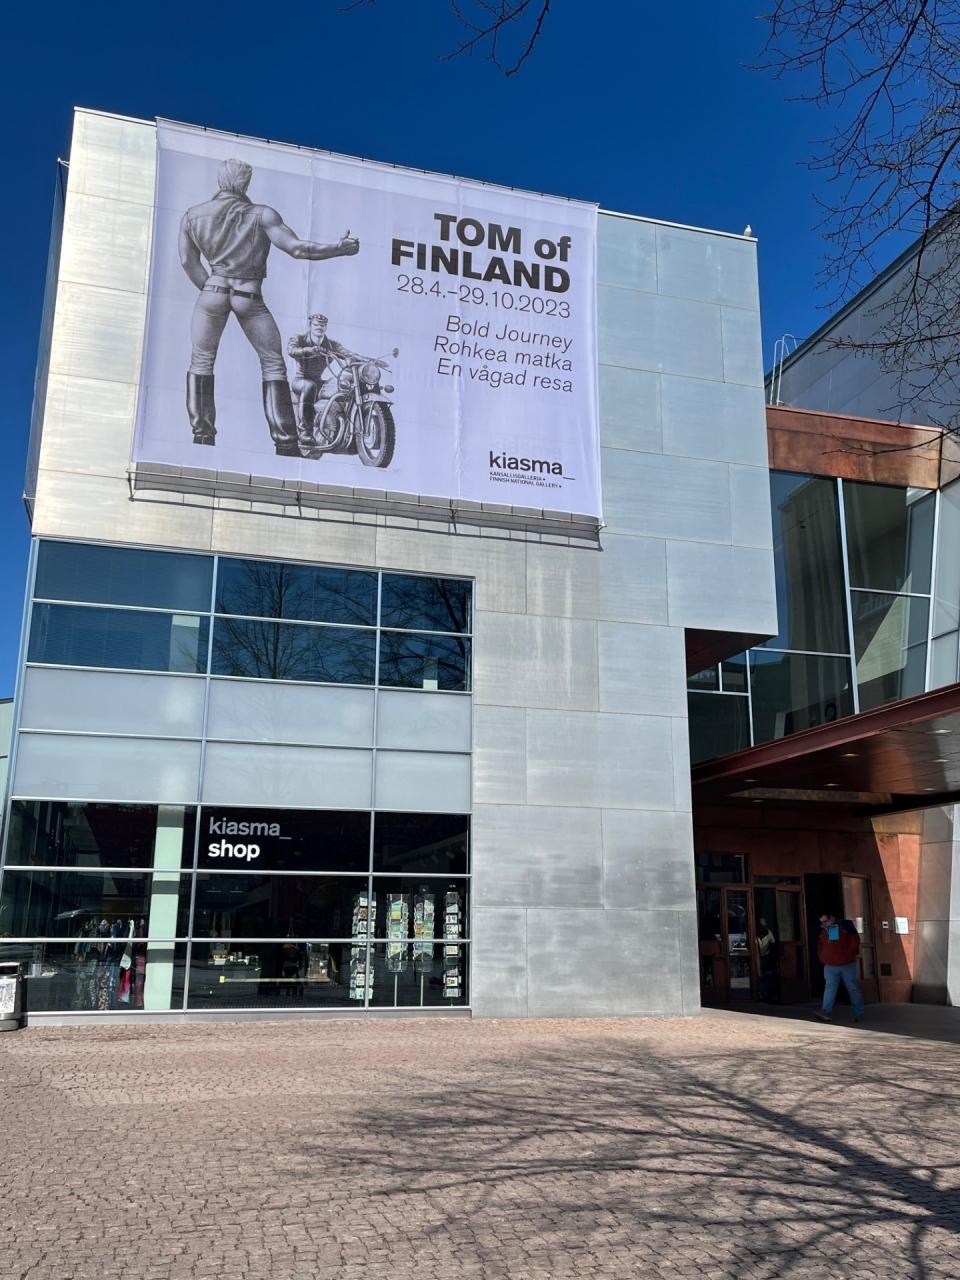 TOM of
FINLAND
28.4.–29.10.2023
Bold Journey
Rohkea matka
En vågad resa
kiasma_
KANSALLISGALLERIA
FINNISH NATIONAL GALLERY
kiasma_
shop